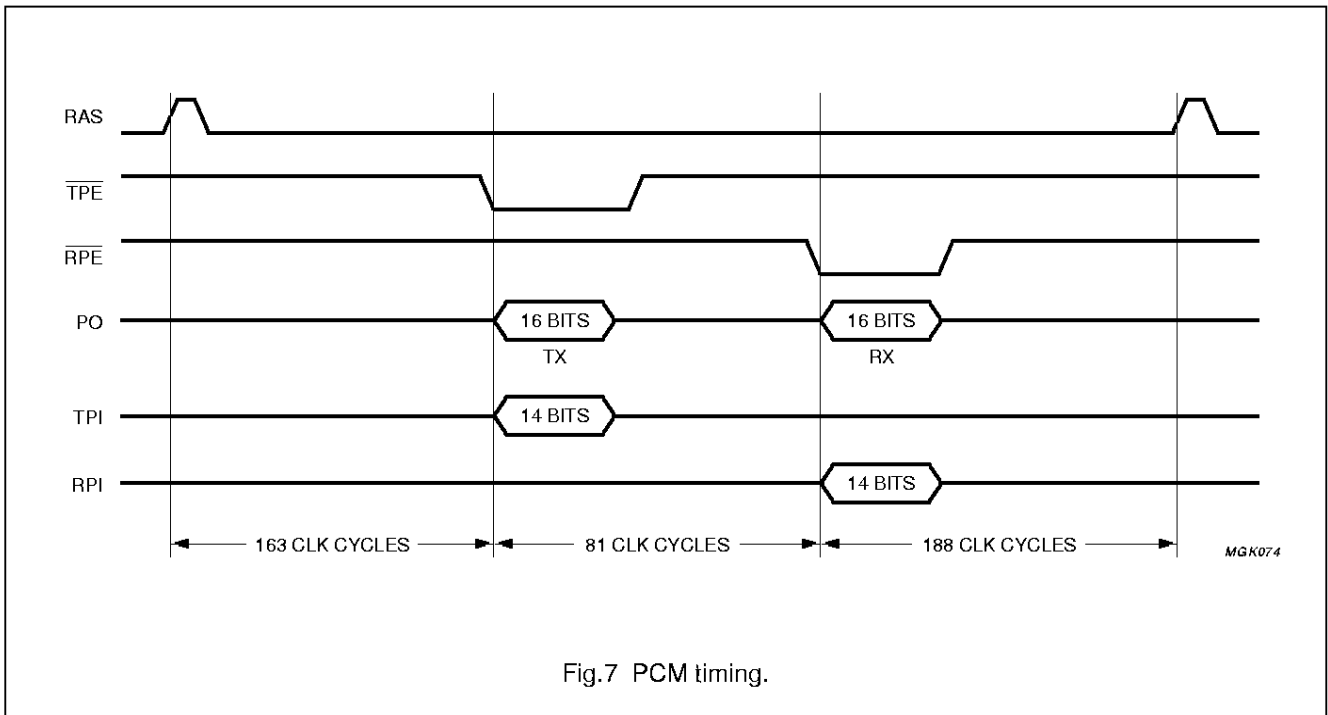 RAS
TPE
RPE
PO 16 BITS 16 BITS
TX RX
TPI 14 BITS
RPI 14 BITS
163 CLK CYCLES 81 CLK CYCLES 188 CLK CYCLES
MGK074
Fig.7 PCM timing.